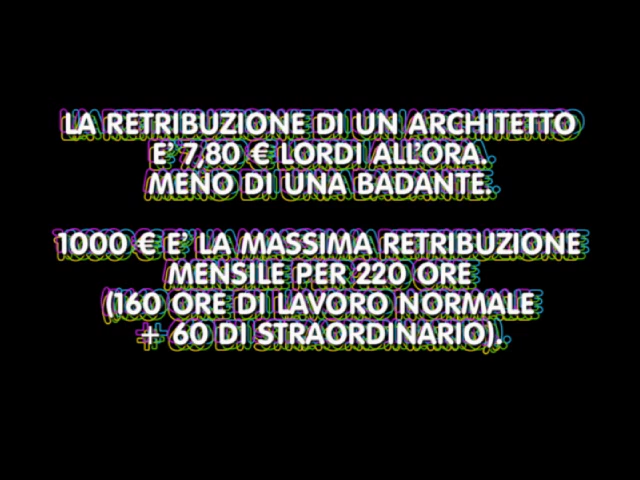 LA RETRIBUZIONE DI UN ARCHITETTO
E' 7,80 € LORDI ALL'ORA.
MENO DI UNA BADANTE.
1000 € E' LA MASSIMA RETRIBUZIONE
MENSILE PER 220 ORE
(160 ORE DI LAVORO NORMALE
+ 60 DI STRAORDINARIO).